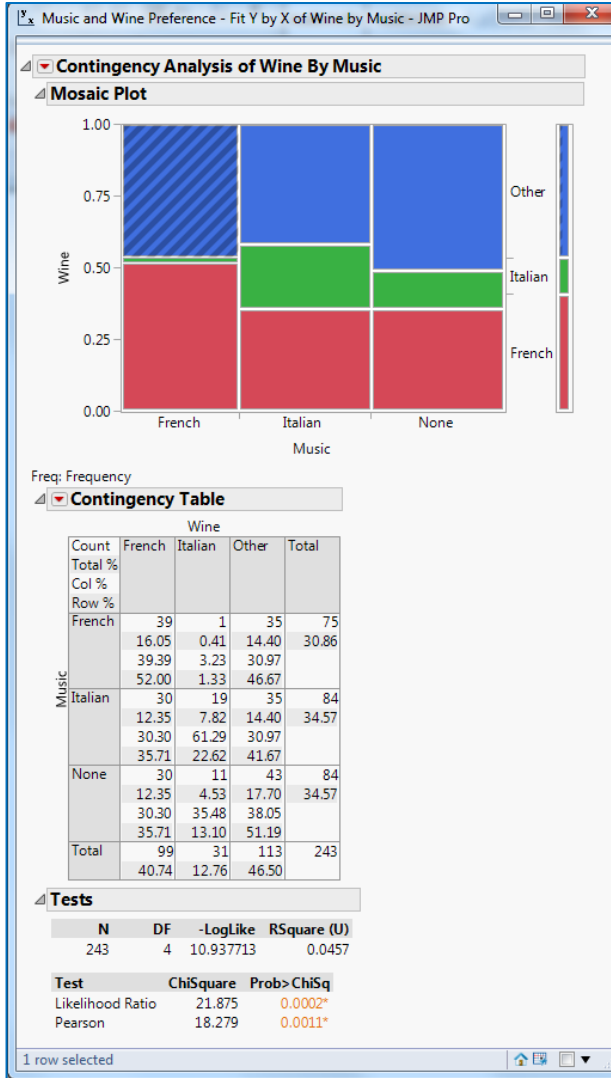 Music and Wine Preference - Fit Y by X of Wine by Music - JMP Pro
Contingency Analysis of Wine By Music
Mosaic Plot
1.00
0.75
0.50
0.25
0.00
Wine
Other
Italian
French
French Italian None
Music
Freq: Frequency
Contingency Table
Wine
Count French Italian Other Total
Total %
Col %
Row %
Music
French 39 1 35 75
16.05 0.41 14.40 30.86
39.39 3.23 30.97
52.00 1.33 46.67
Italian 30 19 35 84
12.35 7.82 14.40 34.57
30.30 61.29 30.97
35.71 22.62 41.67
None 30 11 43 84
12.35 4.53 17.70 34.57
30.30 35.48 38.05
35.71 13.10 51.19
Total 99 31 113 243
40.74 12.76 46.50
Tests
N DF -LogLike RSquare (U)
243 4 10.937713 0.0457
Test ChiSquare Prob>ChiSq
Likelihood Ratio 21.875 0.0002*
Pearson 18.279 0.0011*
1 row selected